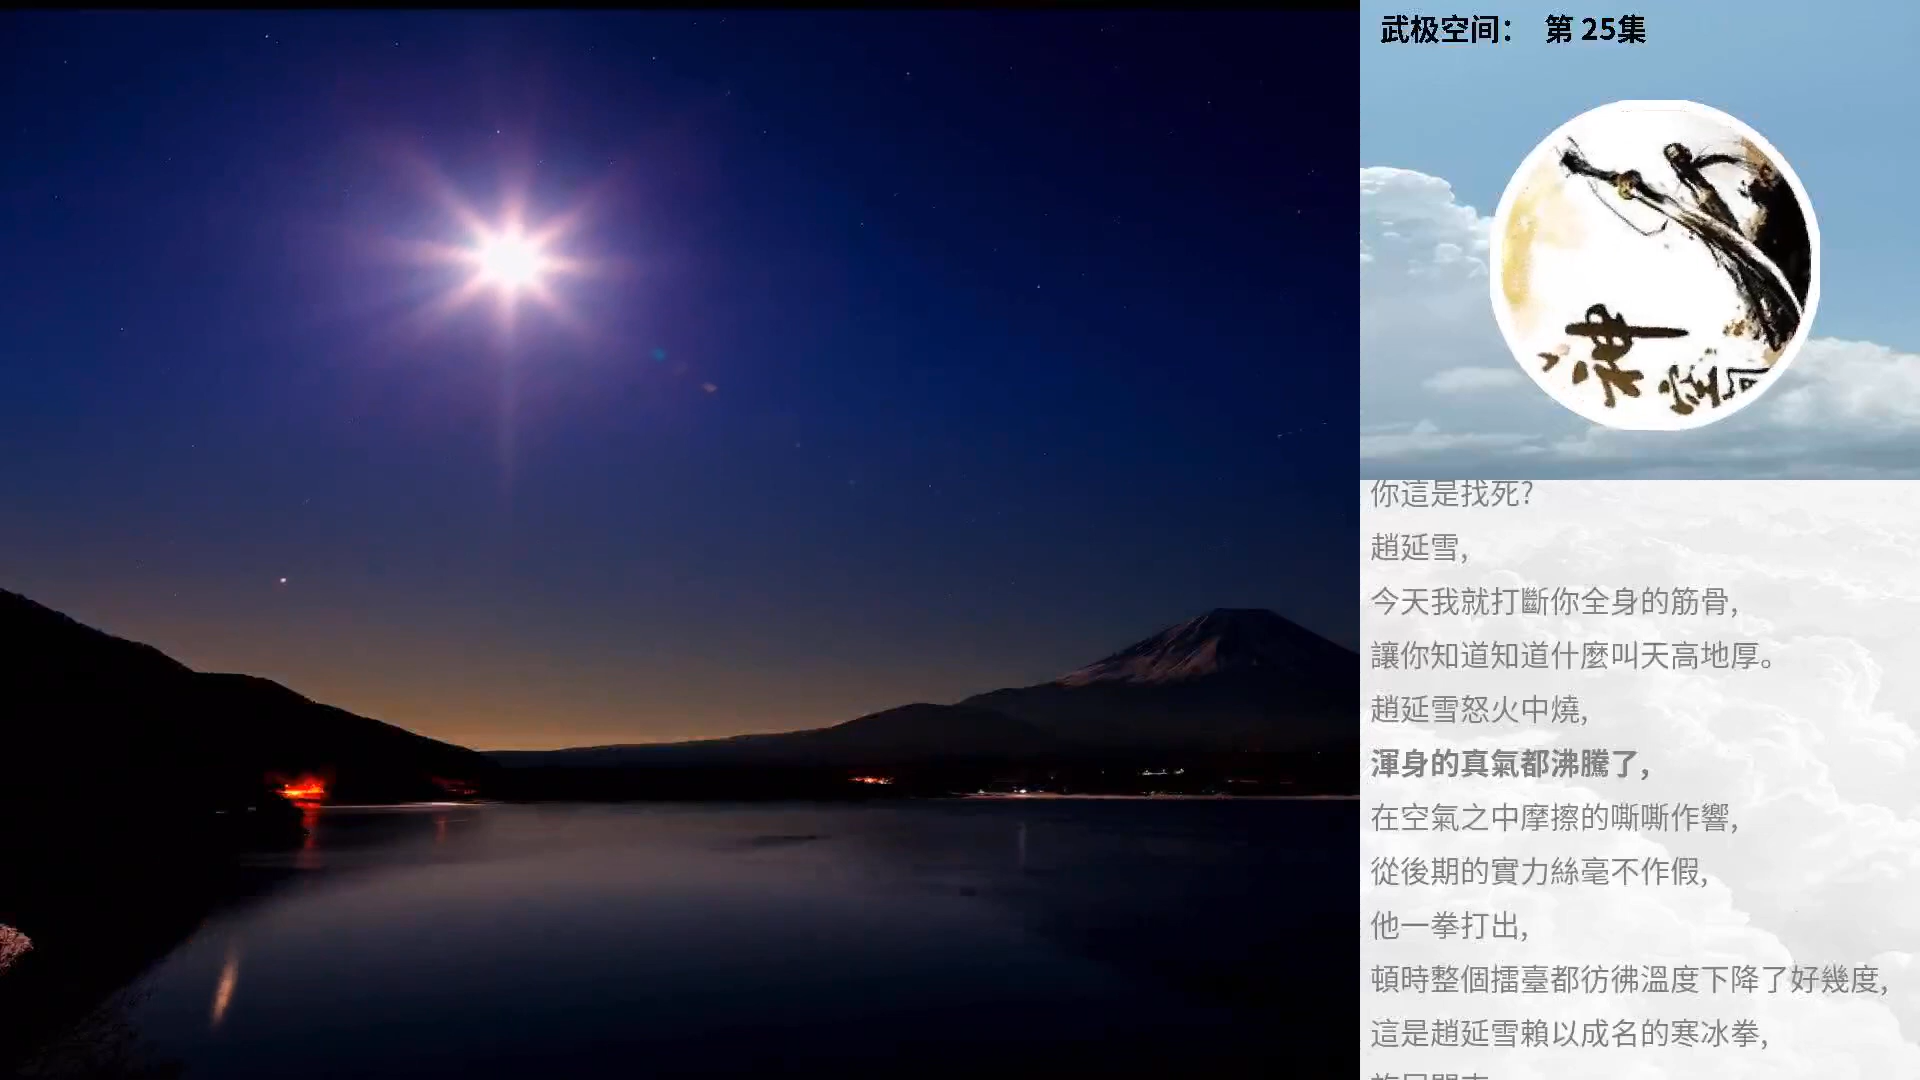 武极空间： 第 25集
你這是找死?
趙延雪,
今天我就打斷你全身的筋骨,
讓你知道知道什麼叫天高地厚。
趙延雪怒火中燒,
渾身的真氣都沸騰了,
在空氣之中摩擦的嘶嘶作響,
從後期的實力絲毫不作假,
他一拳打出,
頓時整個擂臺都彷彿溫度下降了好幾度,
這是趙延雪賴以成名的寒冰拳,